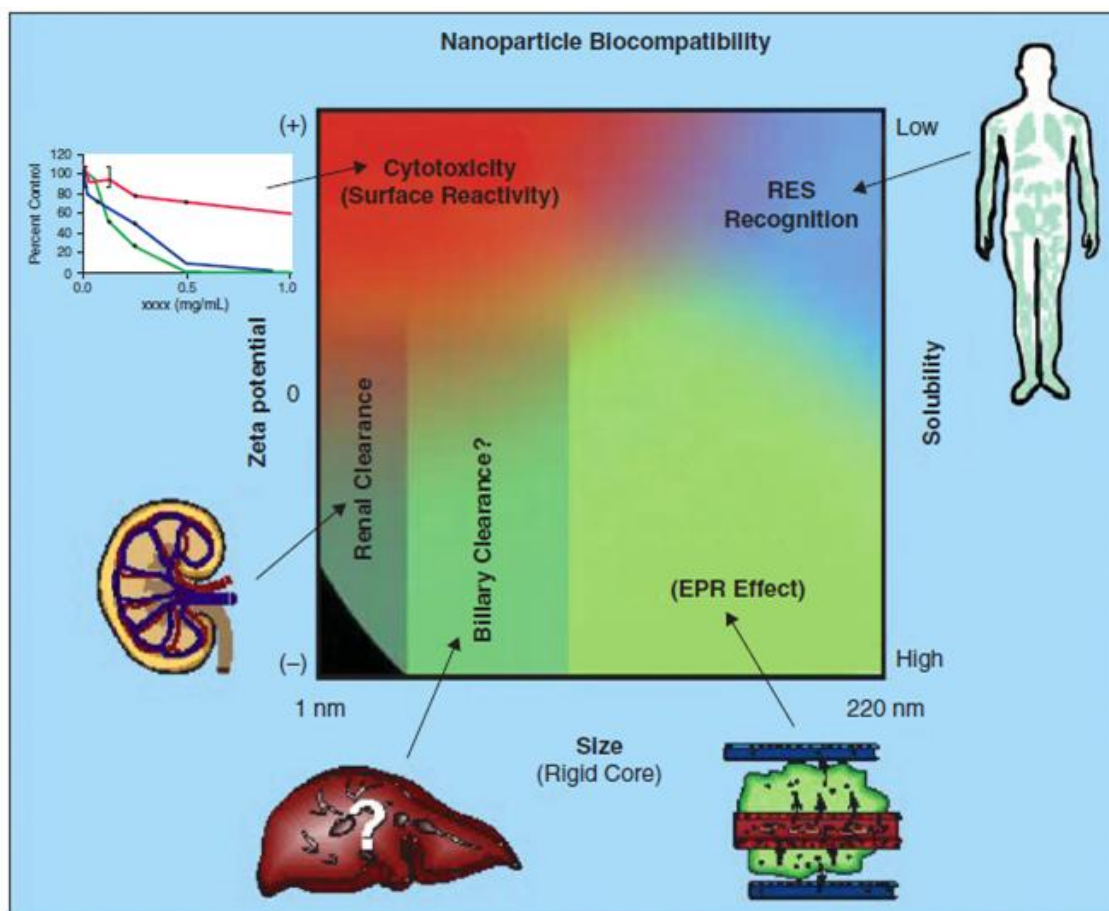 Nanoparticle Biocompatibility
(+)
Low
120
100
80
60
40
20
0
Percent Control
0.0
0.5
1.0
xxxx (mg/mL)
Cytotoxicity
(Surface Reactivity)
RES
Recognition
Zeta potential
0
Solubility
Renal Clearance
Billary Clearance?
(EPR Effect)
(–)
High
1 nm
220 nm
Size
(Rigid Core)
?